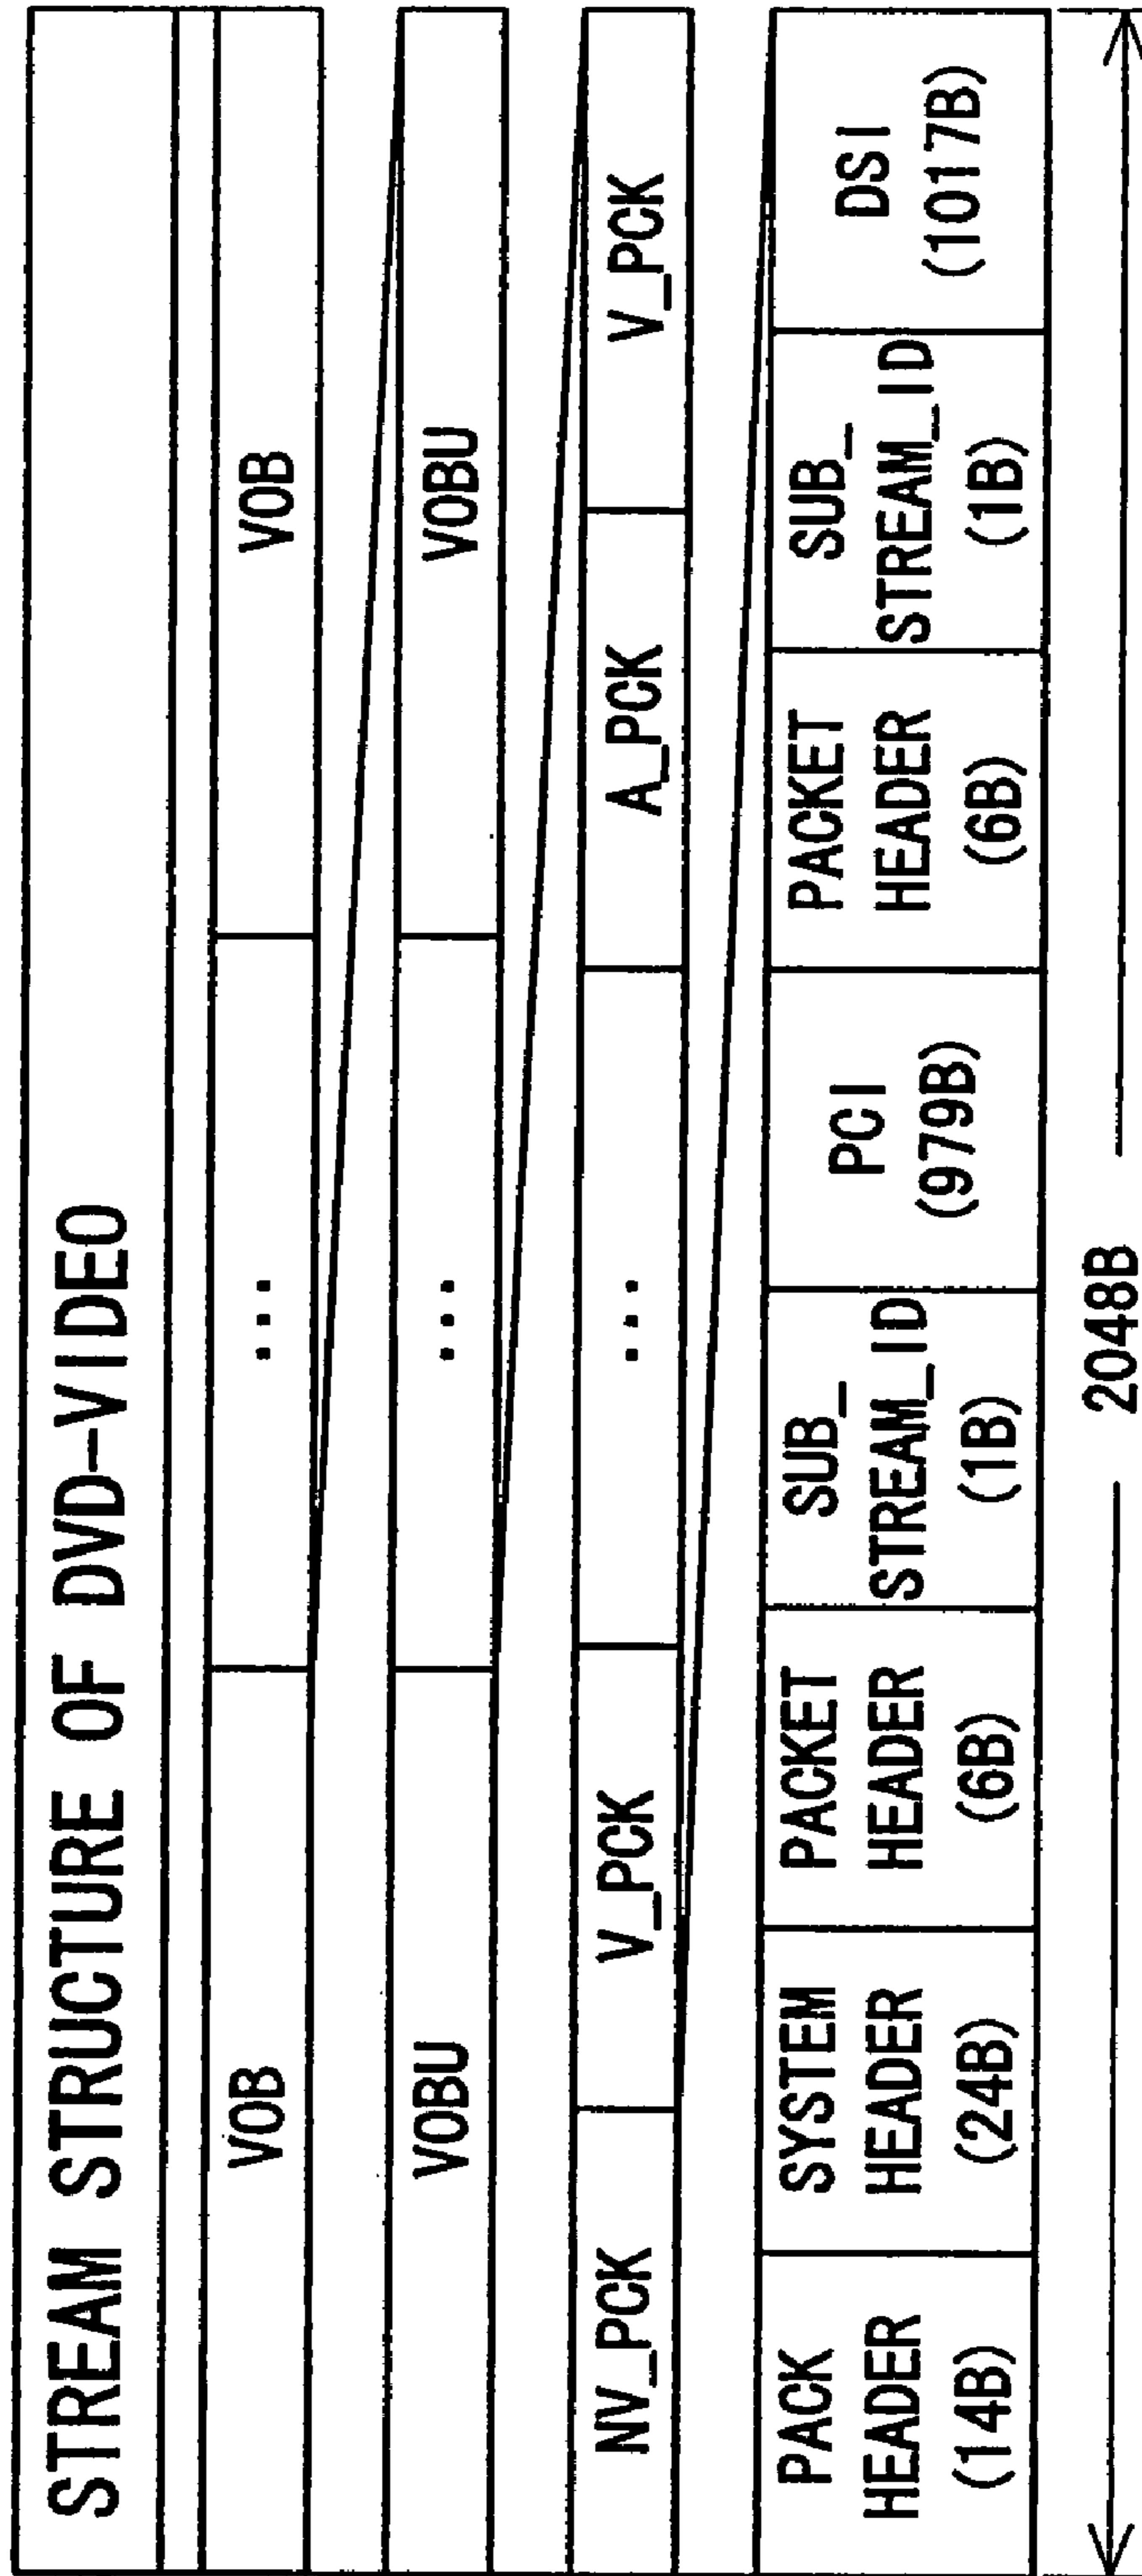 STREAM STRUCTURE OF DVD-VIDEO
VOB
...
VOB
VOBU
...
VOBU
NV_PCK
V_PCK
...
A_PCK
V_PCK
PACK
HEADER
(14B)
SYSTEM
HEADER
(24B)
PACKET
HEADER
(6B)
SUB_
STREAM_ID
(1B)
PCI
(979B)
PACKET
HEADER
(6B)
SUB_
STREAM_ID
(1B)
DSI
(1017B)
2048B